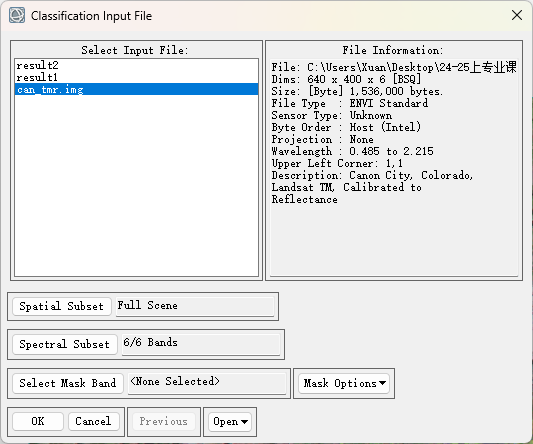 Classification Input File
Select Input File:
result2
result1
can_tmr.img
File Information:
File: C:\Users\Xuan\Desktop\24-25上专业课
Dims: 640 x 400 x 6 [BSQ]
Size: [Byte] 1,536,000 bytes.
File Type  : ENVI Standard
Sensor Type: Unknown
Byte Order : Host (Intel)
Projection : None
Wavelength : 0.485 to 2.215
Upper Left Corner: 1,1
Description: Canon City, Colorado,
Landsat TM, Calibrated to
Reflectance
Spatial Subset Full Scene
Spectral Subset 6/6 Bands
Select Mask Band <None Selected> Mask Options
OK Cancel Previous Open